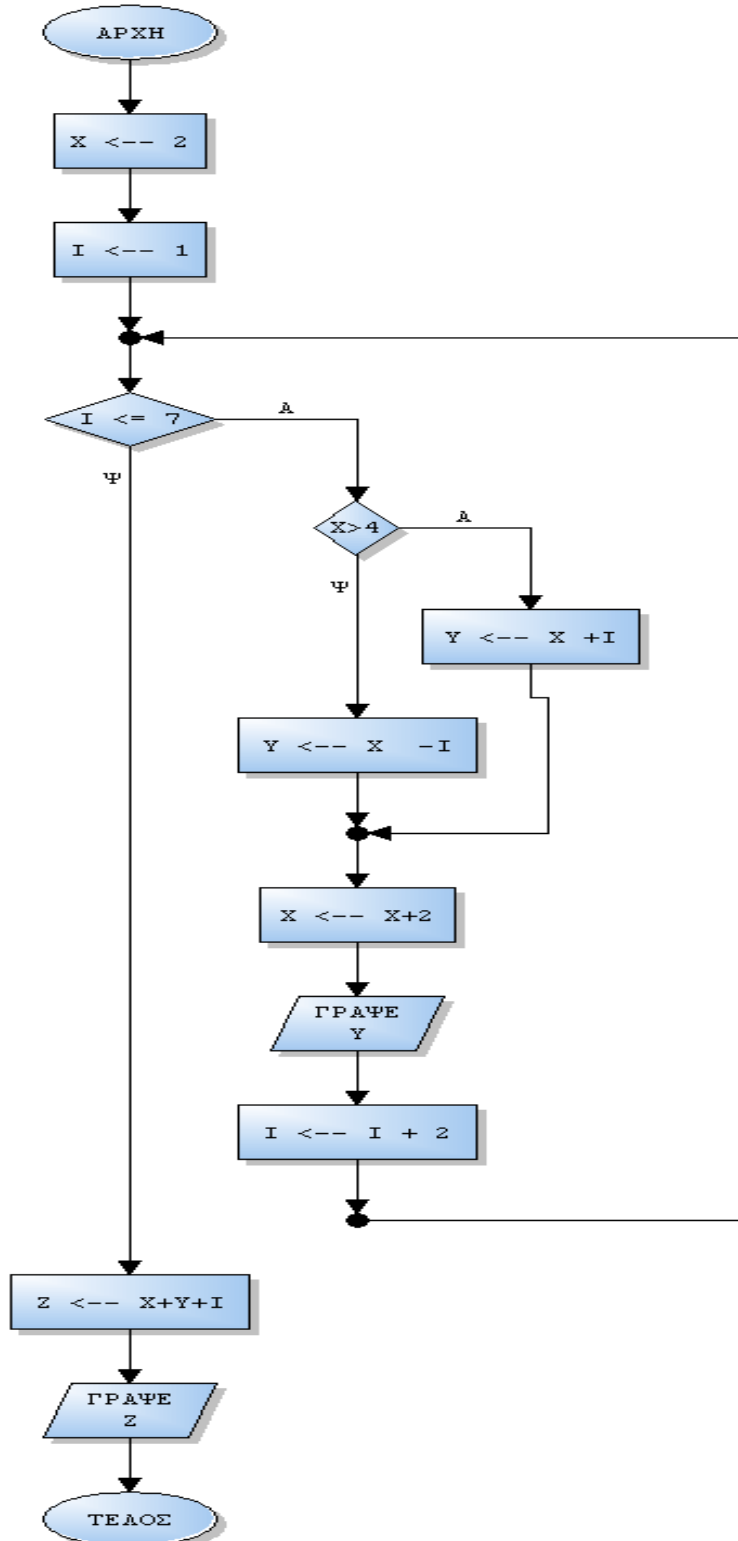 ΑΡΧΗ
X <-- 2
I <-- 1
I <= 7
Α
Ψ
X>4
Α
Ψ
Y <-- X +I
Y <-- X -I
X <-- X+2
ΓΡΑΨΕ
Y
I <-- I + 2
Z <-- X+Y+I
ΓΡΑΨΕ
Z
ΤΕΛΟΣ